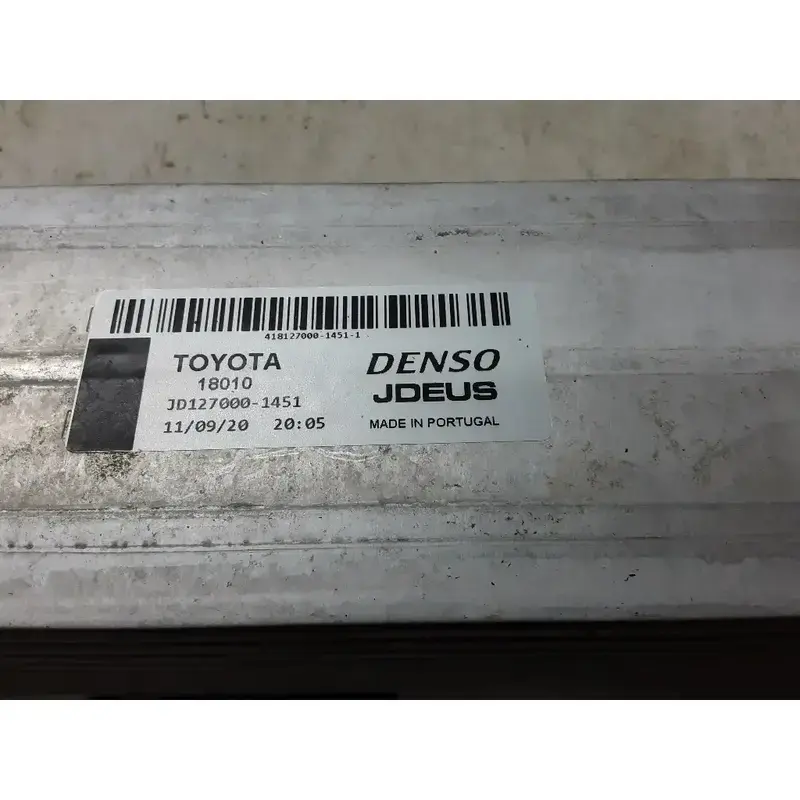 418127000-1451-1
TOYOTA
18010
JD127000-1451
11/09/20 20:05
DENSO
JDEUS
MADE IN PORTUGAL